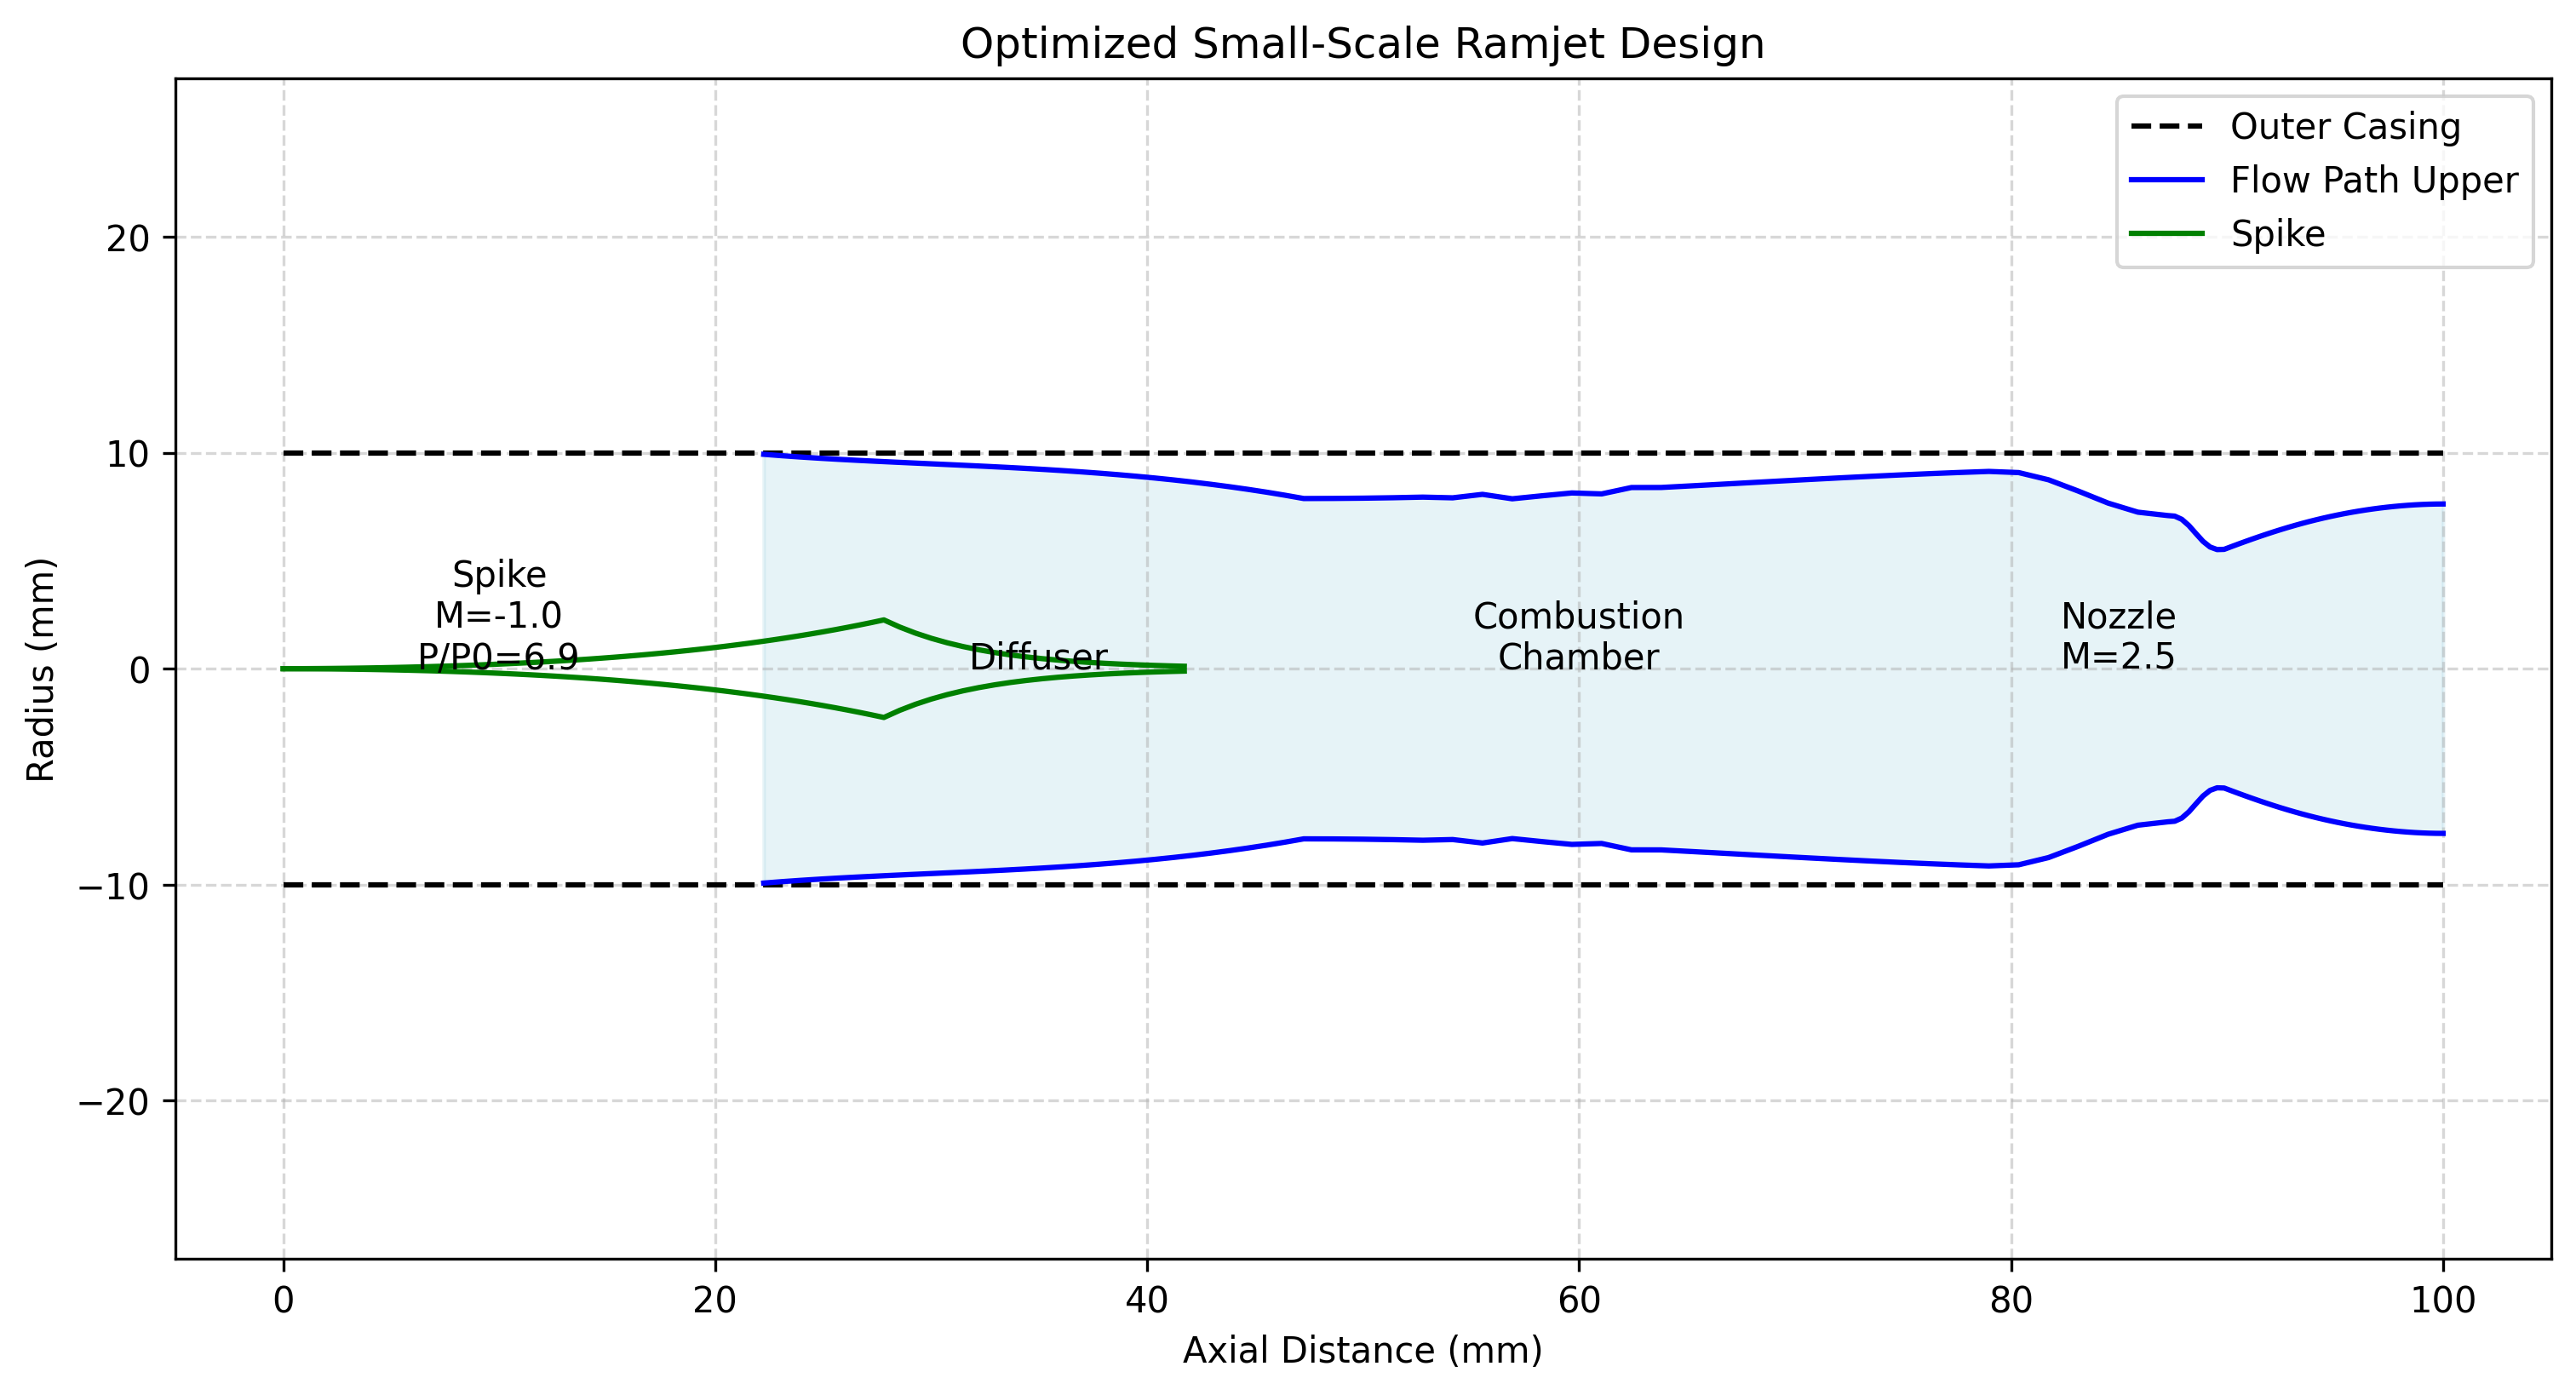 Optimized Small-Scale Ramjet Design
Outer Casing
Flow Path Upper
Spike
Radius (mm)
20
10
0
−10
−20
Spike
M=-1.0
P/P0=6.9
Diffuser
Combustion
Chamber
Nozzle
M=2.5
0
20
40
60
80
100
Axial Distance (mm)